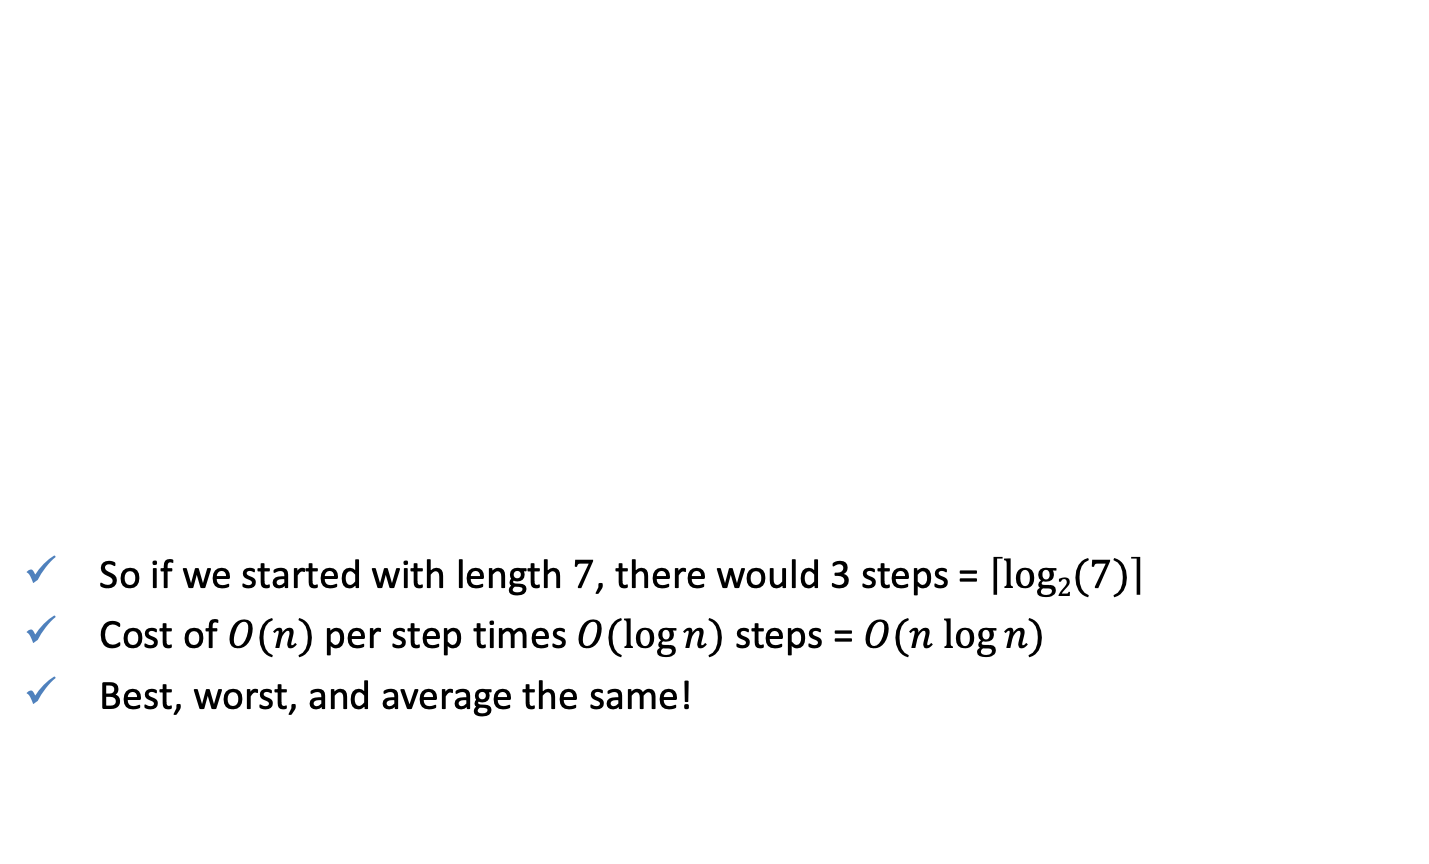 ✓ So if we started with length 7, there would 3 steps = ⌈log₂(7)⌉
✓ Cost of O(n) per step times O(log n) steps = O(n log n)
✓ Best, worst, and average the same!